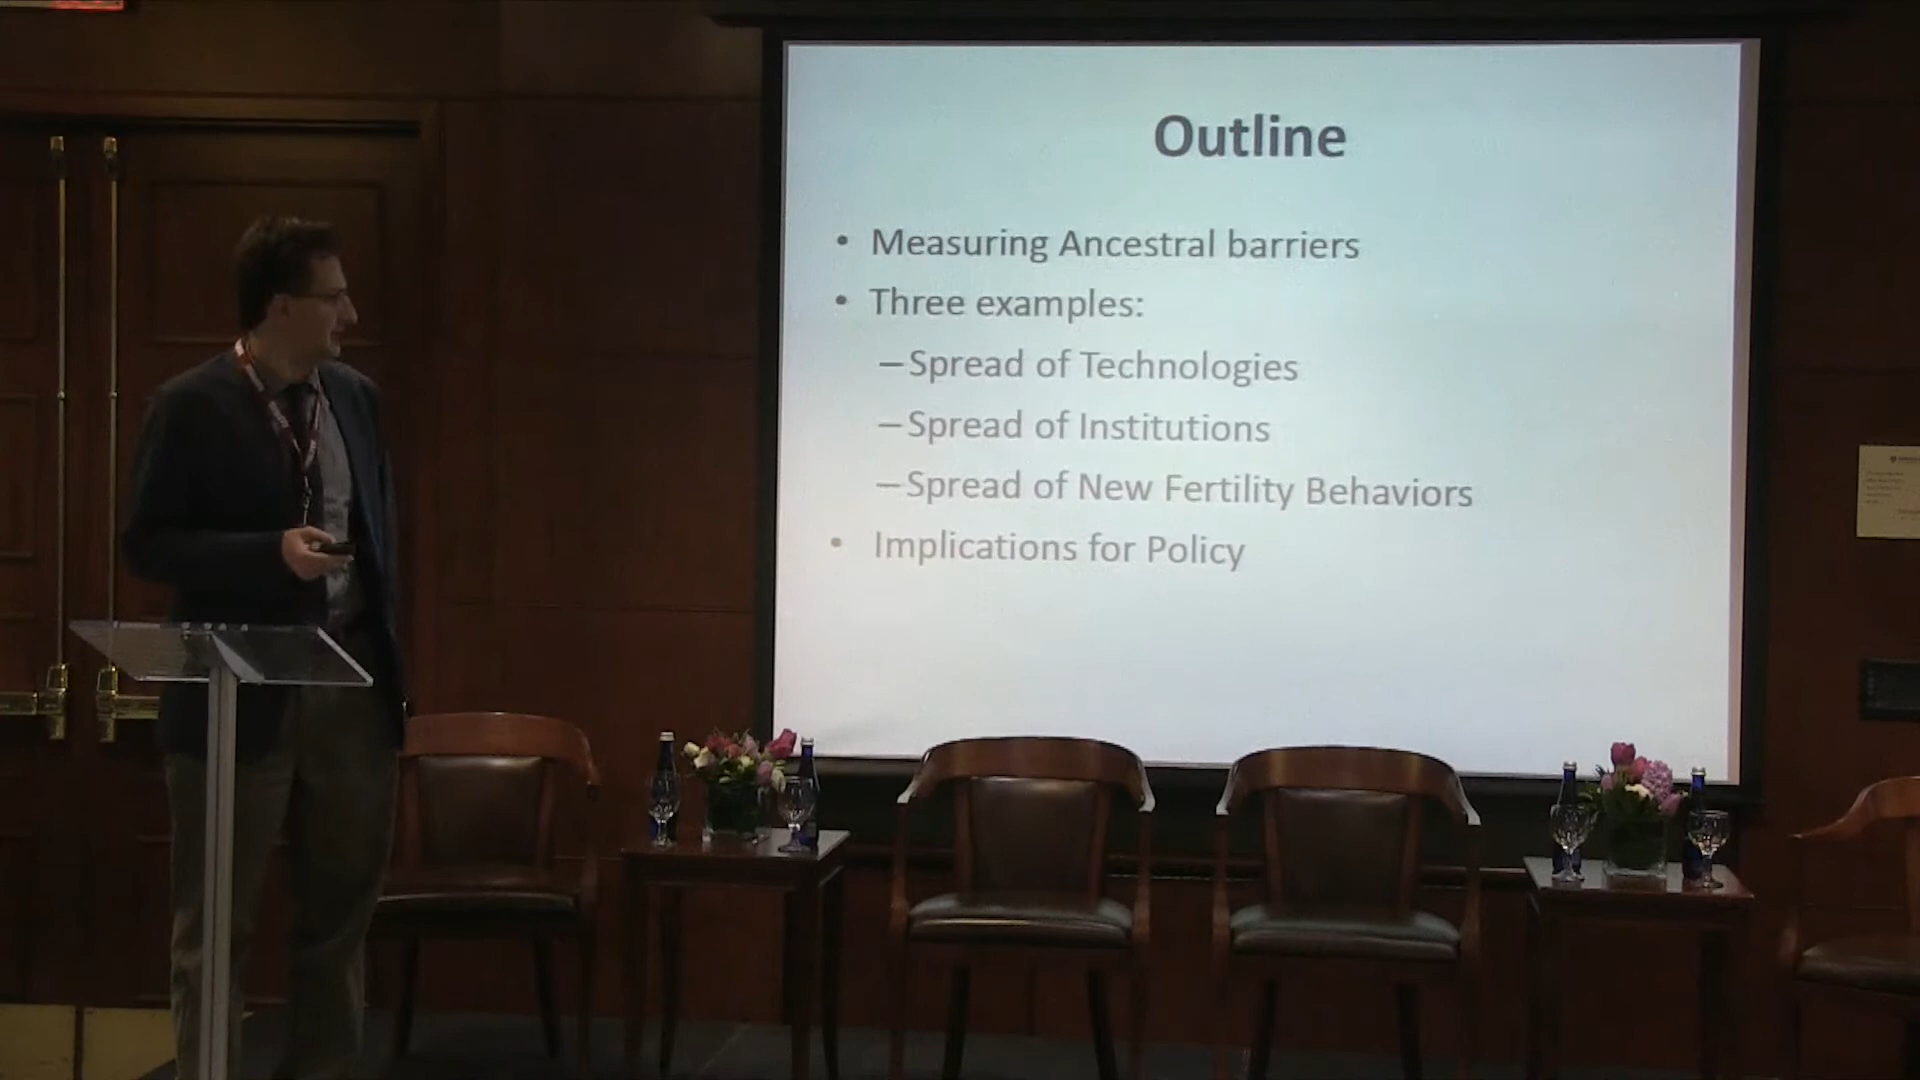 Outline
• Measuring Ancestral barriers
• Three examples:
–Spread of Technologies
–Spread of Institutions
–Spread of New Fertility Behaviors
• Implications for Policy